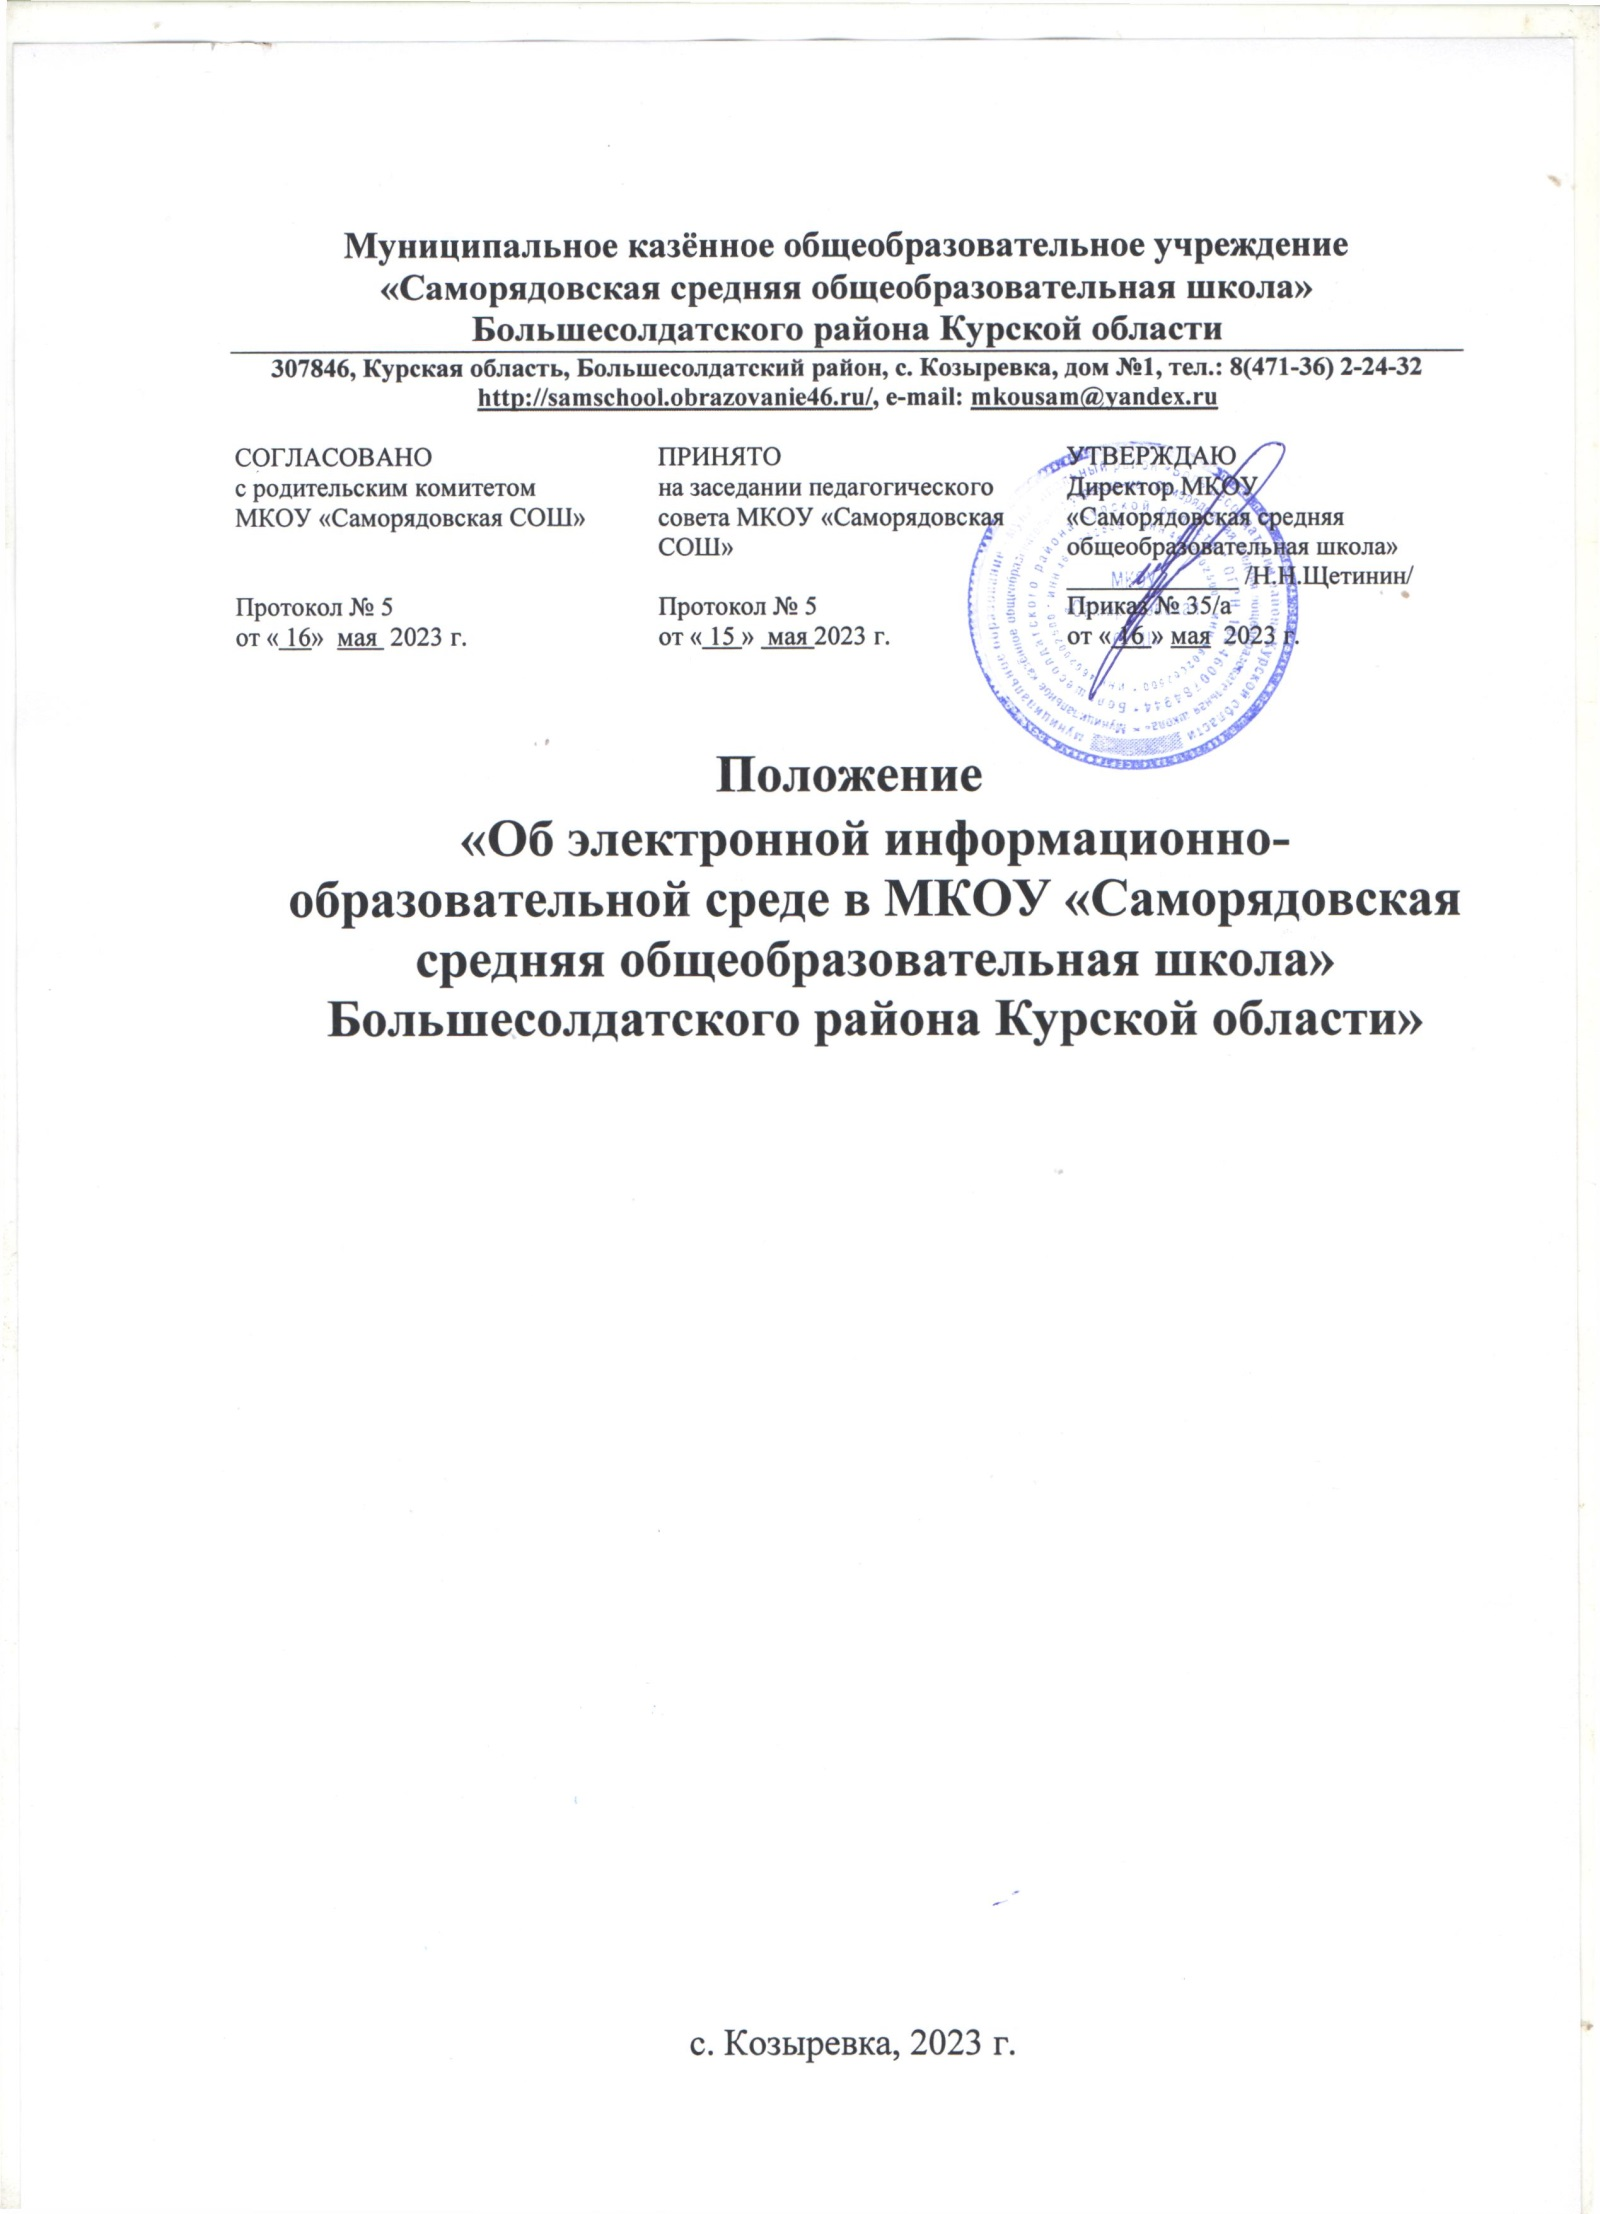 Муниципальное казённое общеобразовательное учреждение
«Саморядовская средняя общеобразовательная школа»
Большесолдатского района Курской области
307846, Курская область, Большесолдатский район, с. Козыревка, дом №1, тел.: 8(471-36) 2-24-32
http://samschool.obrazovanie46.ru/, e-mail: mkousam@yandex.ru
СОГЛАСОВАНО
с родительским комитетом
МКОУ «Саморядовская СОШ»
Протокол № 5
от « 16» мая 2023 г.
ПРИНЯТО
на заседании педагогического
совета МКОУ «Саморядовская
СОШ»
Протокол № 5
от « 15 » мая 2023 г.
УТВЕРЖДАЮ
Директор МКОУ
«Саморядовская средняя
общеобразовательная школа»
_____________ /Н.Н.Щетинин/
Приказ № 35/а
от « 16 » мая 2023 г.
МКОУ
Положение
«Об электронной информационно-
образовательной среде в МКОУ «Саморядовская
средняя общеобразовательная школа»
Большесолдатского района Курской области»
с. Козыревка, 2023 г.